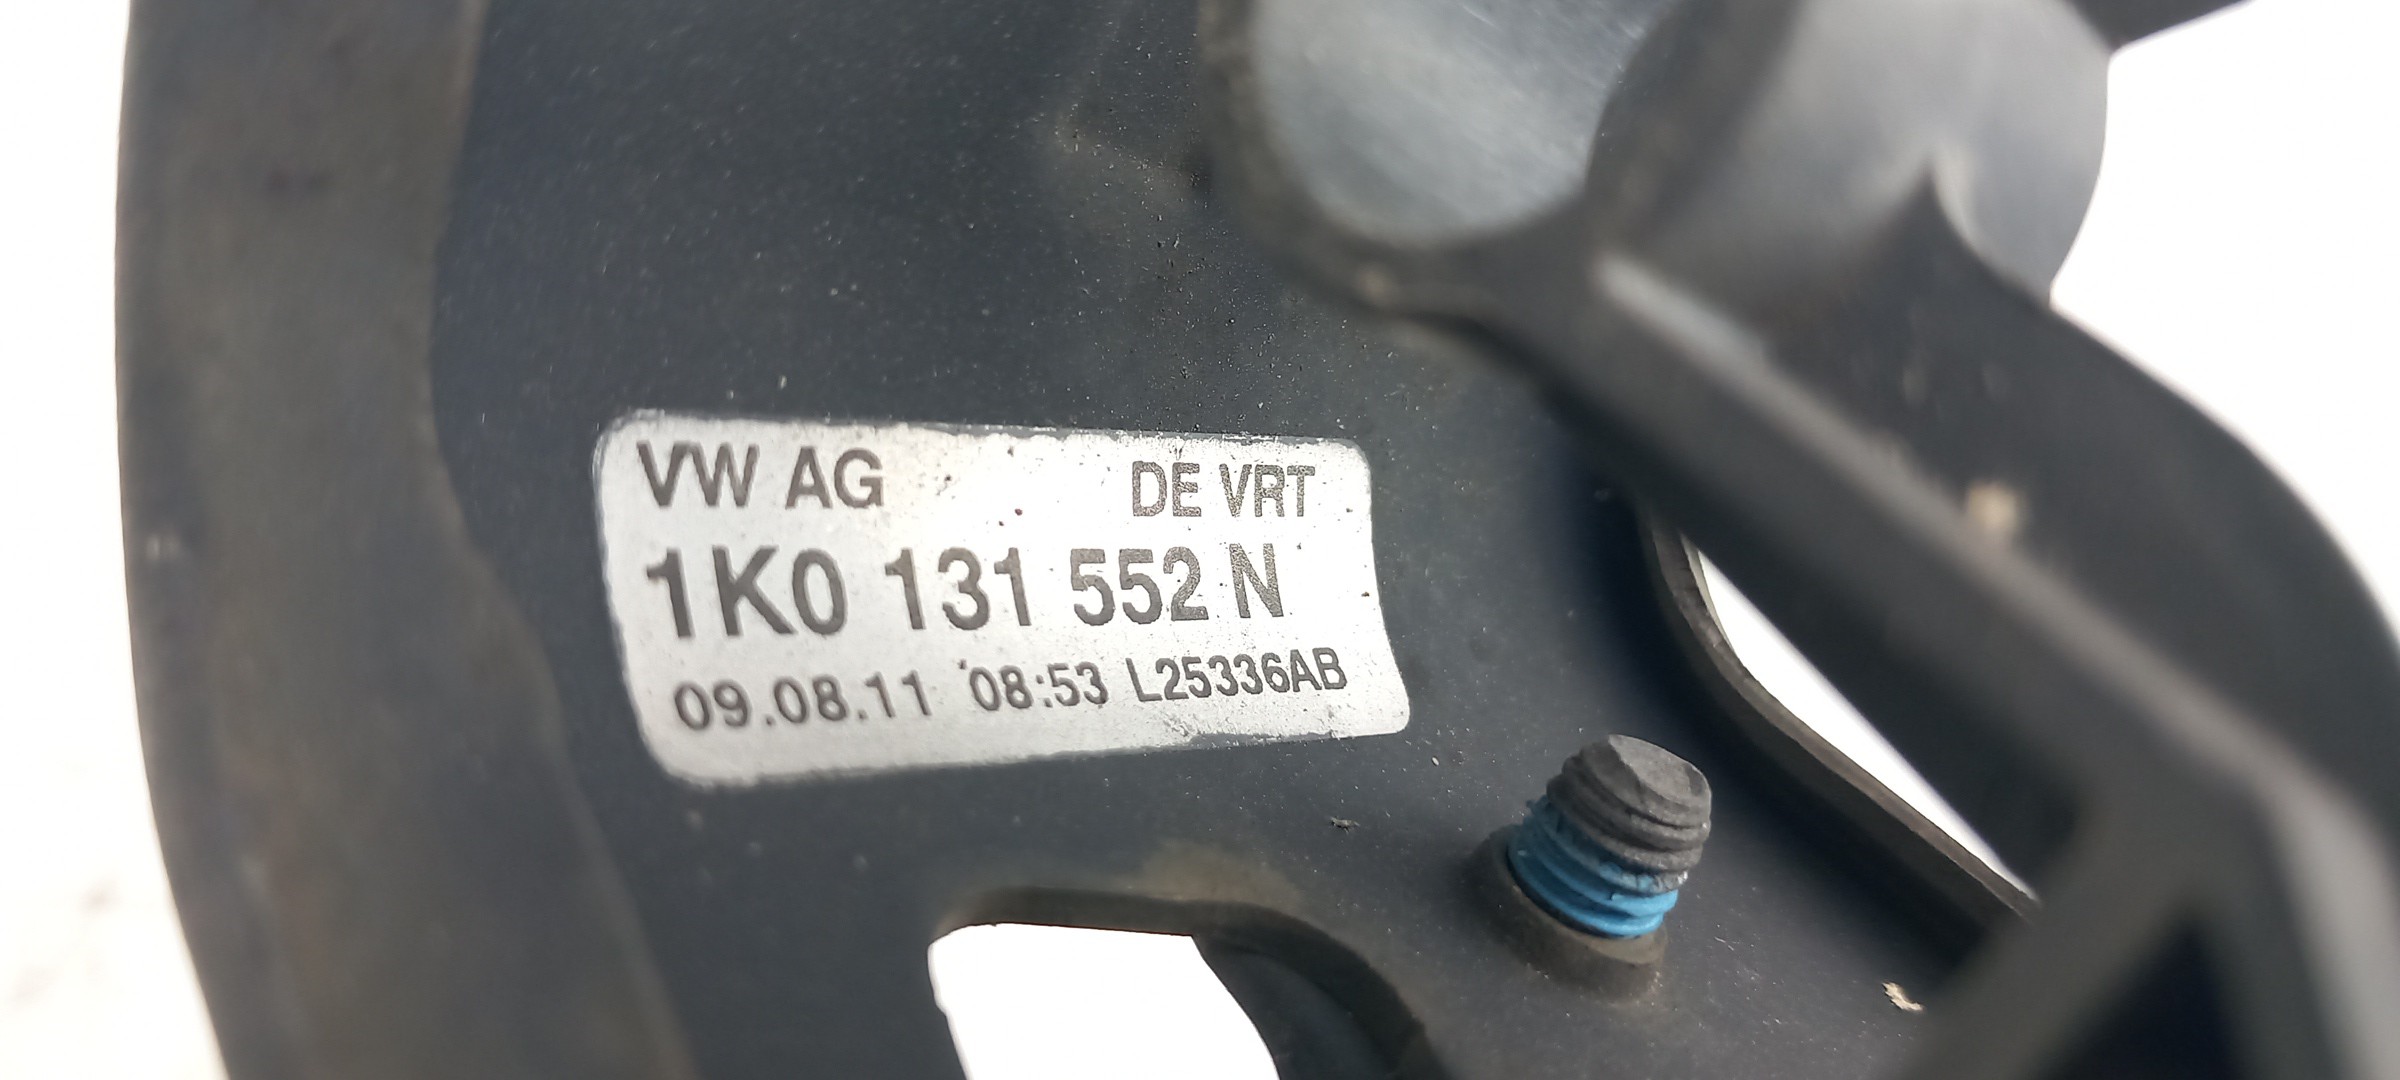 VW AG DE VRT
1K0 131 552 N
09.08.11 08:53 L25336AB